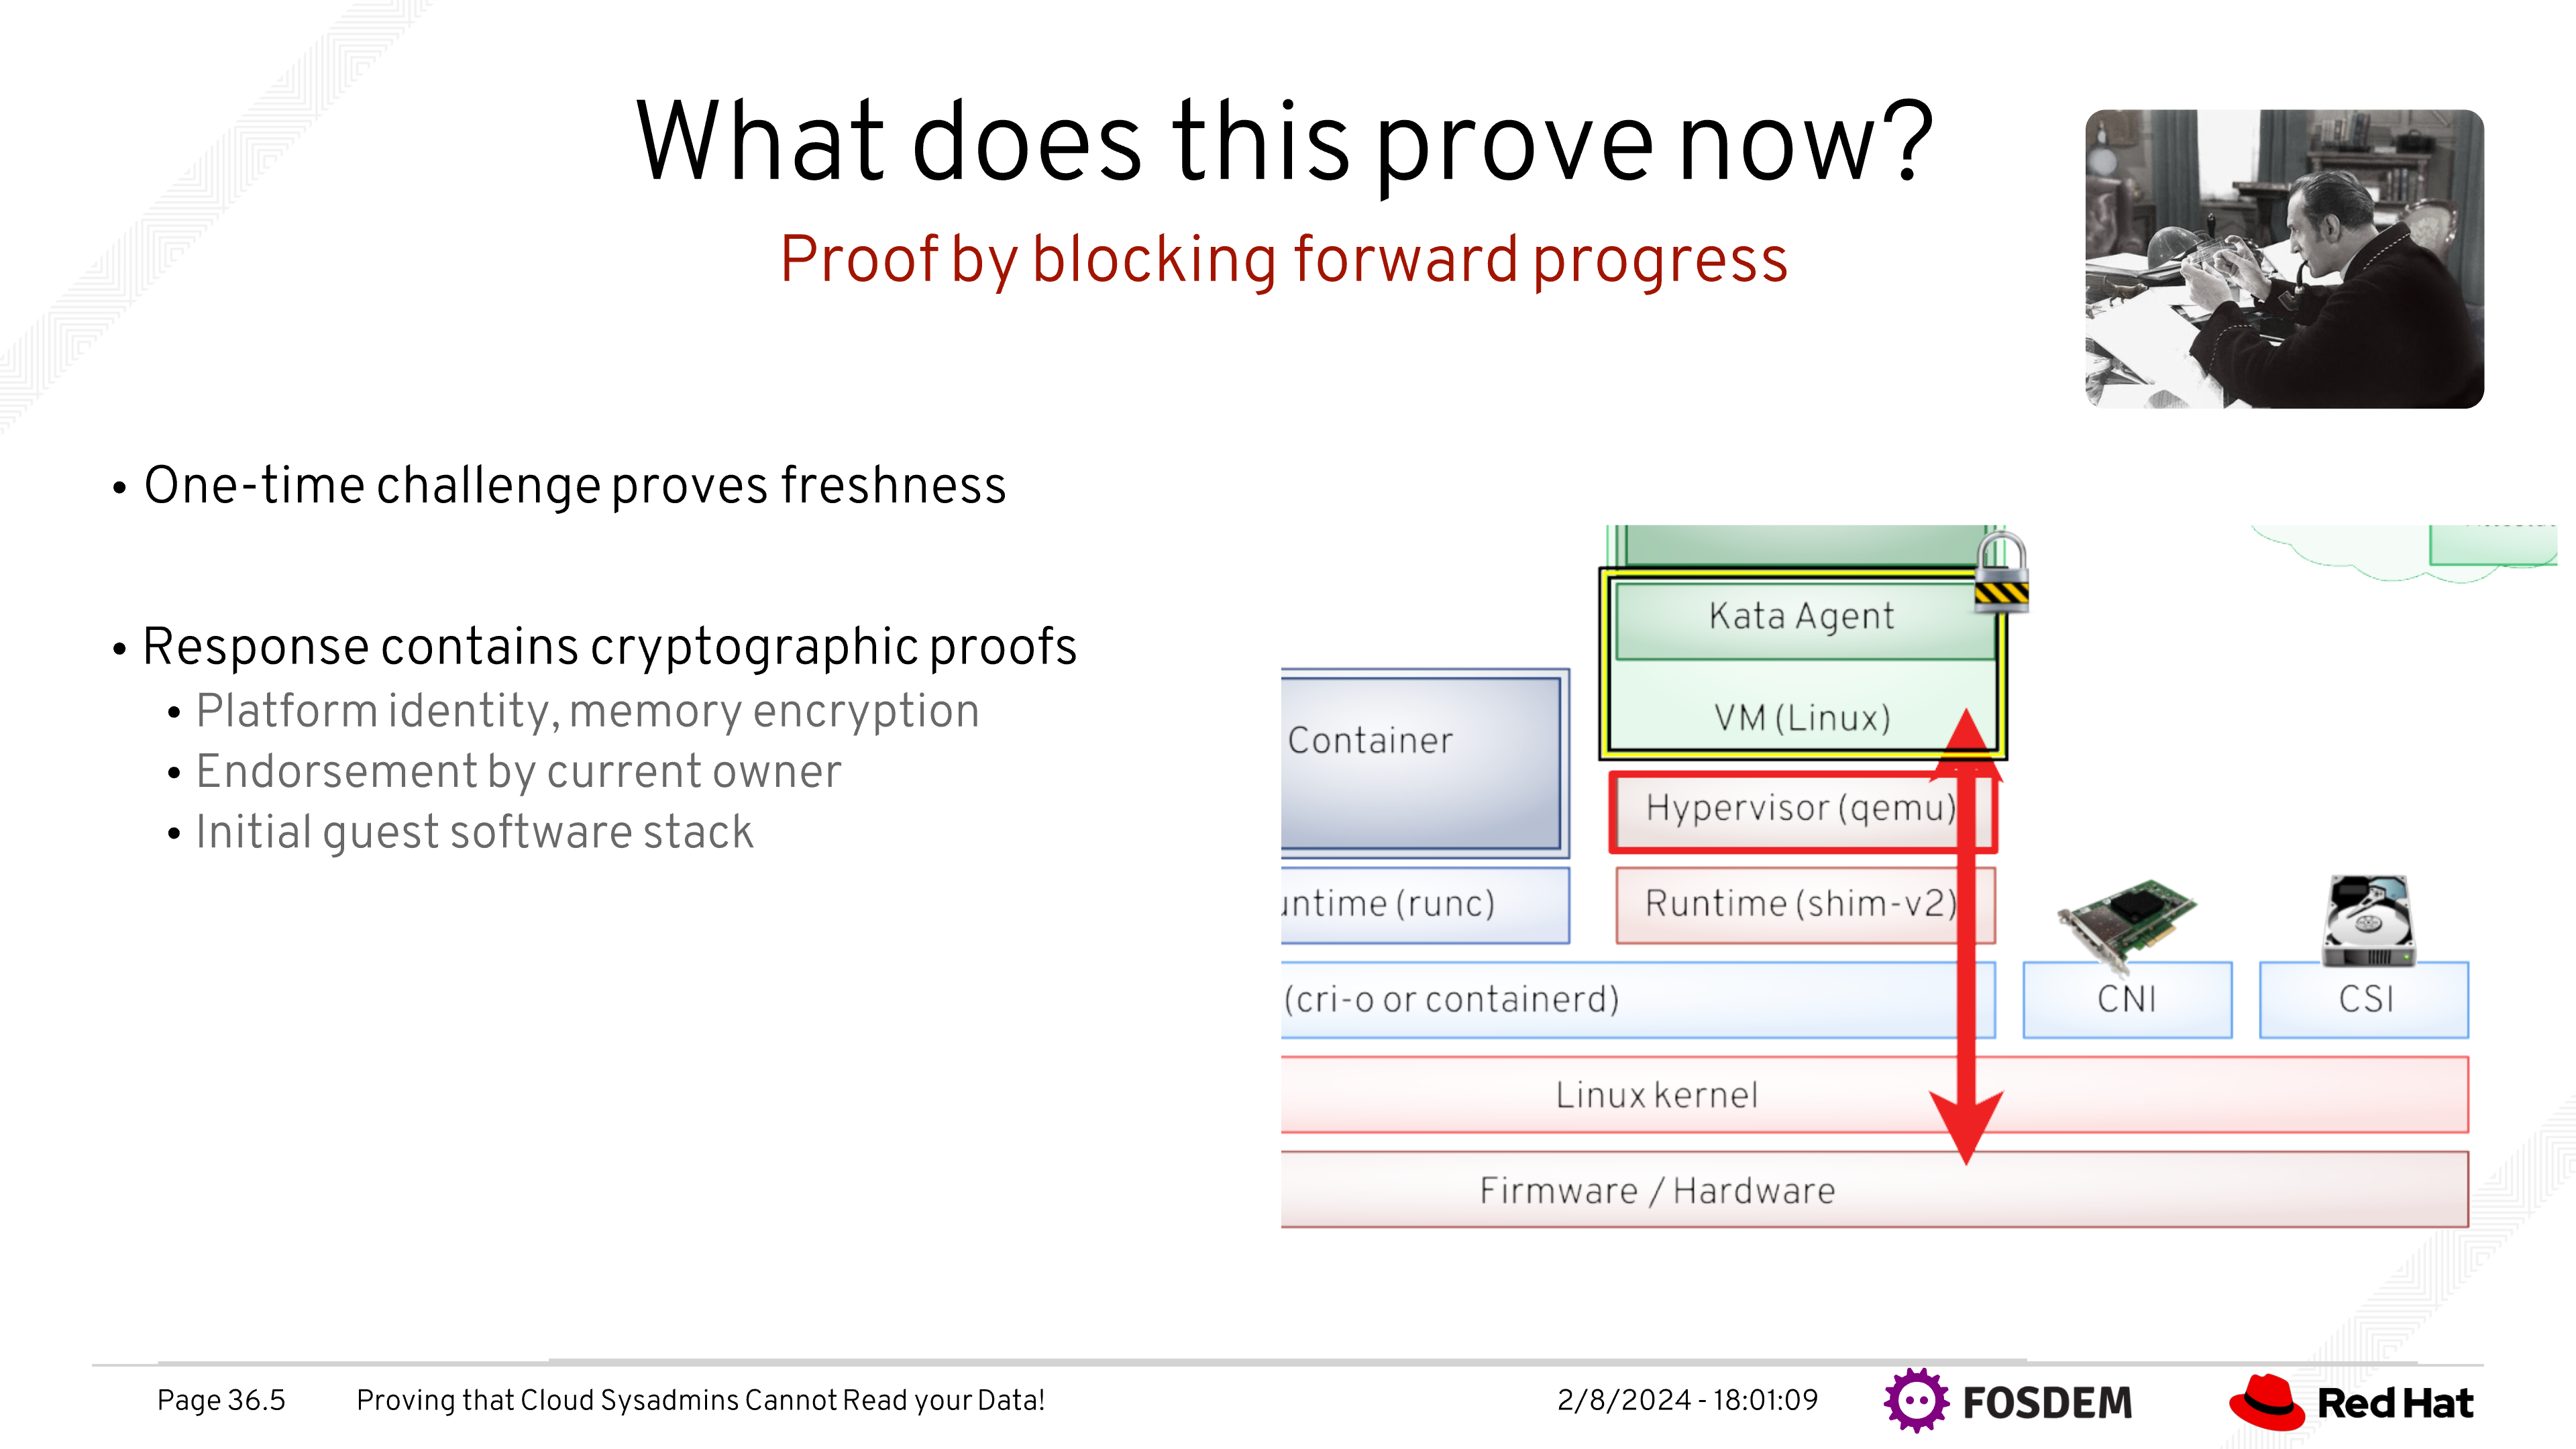 What does this prove now?
Proof by blocking forward progress
• One-time challenge proves freshness
• Response contains cryptographic proofs
• Platform identity, memory encryption
• Endorsement by current owner
• Initial guest software stack
Kata Agent
VM (Linux)
Container
Hypervisor (qemu)
untime (runc)
Runtime (shim-v2)
(cri-o or containerd)
CNI
CSI
Linux kernel
Firmware / Hardware
Page 36.5
Proving that Cloud Sysadmins Cannot Read your Data!
2/8/2024 - 18:01:09
FOSDEM
Red Hat